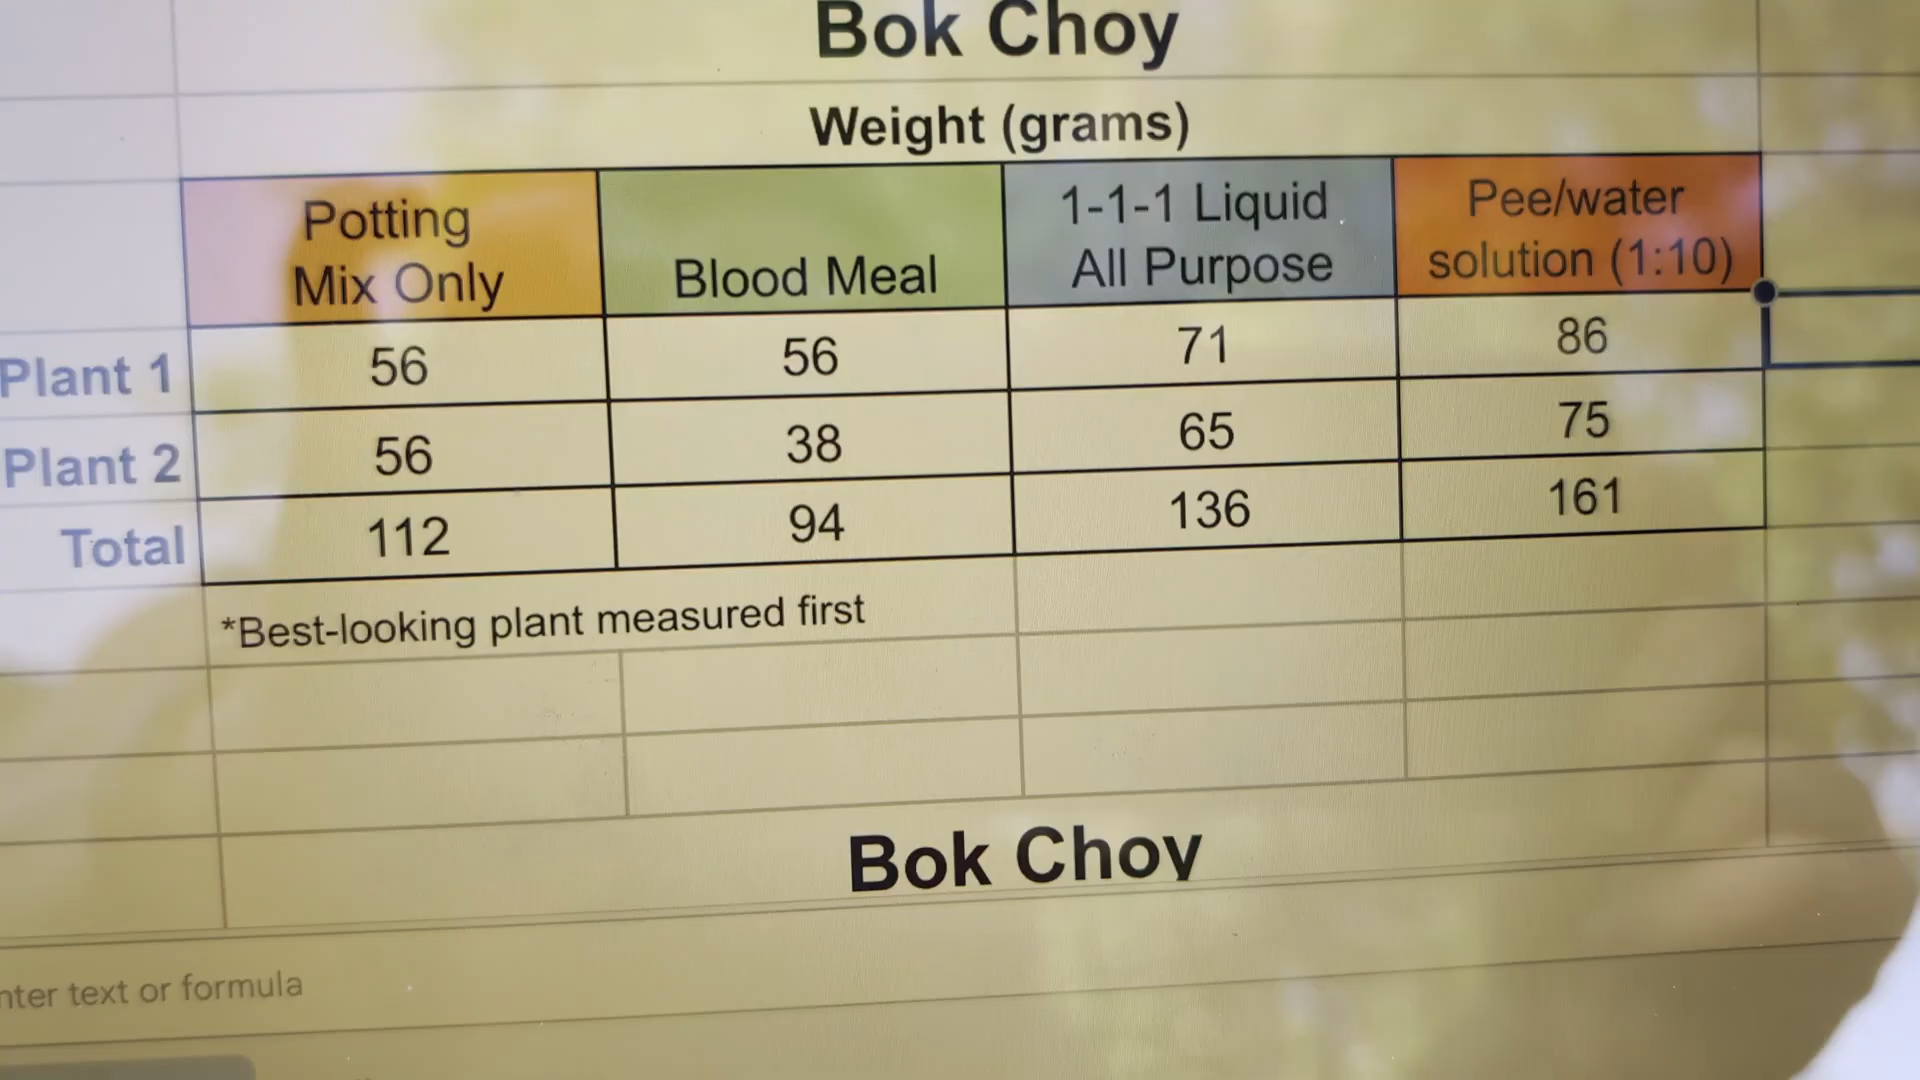 Bok Choy
Weight (grams)
Potting Mix Only Blood Meal 1-1-1 Liquid All Purpose Pee/water solution (1:10)
Plant 1 56 56 71 86
Plant 2 56 38 65 75
Total 112 94 136 161
*Best-looking plant measured first
Bok Choy
nter text or formula